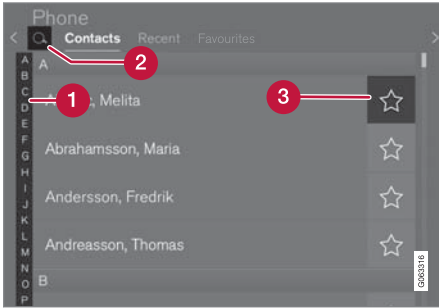 Phone
Contacts Recent Favourites
2
A
A
B
C
D
E
F
G
H
I
J
K
L
M
N
O
P
1
, Melita
3
Abrahamsson, Maria
Andersson, Fredrik
Andreasson, Thomas
B
G063316